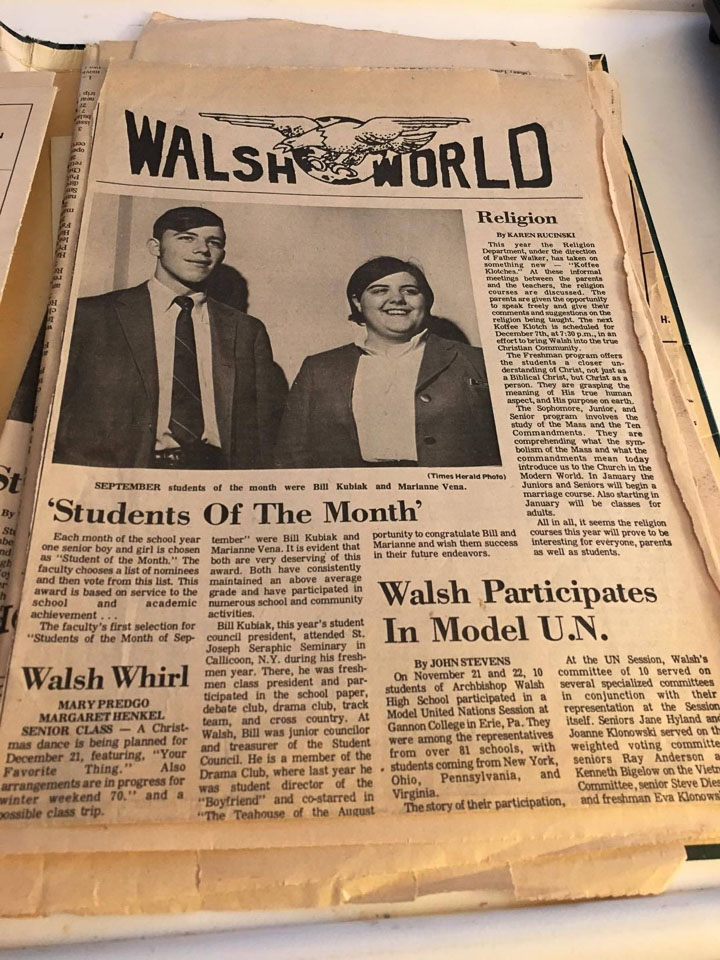 WALSH WORLD
(Times Herald Photo)
SEPTEMBER students of the month were Bill Kubiak and Marianne Vena.
'Students Of The Month'
Each month of the school year
one senior boy and girl is chosen
as "Student of the Month." The
faculty chooses a list of nominees
and then vote from this list. This
award is based on service to the
school and academic
achievement . . .
The faculty's first selection for
"Students of the Month of Sep-
tember" were Bill Kubiak and
Marianne Vena. It is evident that
both are very deserving of this
award. Both have consistently
maintained an above average
grade and have participated in
numerous school and community
activities.
Bill Kubiak, this year's student
council president, attended St.
Joseph Seraphic Seminary in
Callicoon, N.Y. during his fresh-
men year. There, he was fresh-
men class president and par-
ticipated in the school paper,
debate club, drama club, track
team, and cross country. At
Walsh, Bill was junior councilor
and treasurer of the Student
Council. He is a member of the
Drama Club, where last year he
was student director of the
"Boyfriend" and co-starred in
"The Teahouse of the August
portunity to congratulate Bill and
Marianne and wish them success
in their future endeavors.
Religion
By KAREN RUCINSKI
This year the Religion
Department, under the direction
of Father Walker, has taken on
something new — "Koffee
Klotches." At these informal
meetings between the parents
and the teachers, the religion
courses are discussed. The
parents are given the opportunity
to speak freely and give their
comments and suggestions on the
religion being taught. The next
Koffee Klotch is scheduled for
December 7th, at 7:30 p.m., in an
effort to bring Walsh into the true
Christian Community.
The Freshman program offers
the students a closer un-
derstanding of Christ, not just as
a Biblical Christ, but Christ as a
person. They are grasping the
meaning of His true human
aspect, and His purpose on earth.
The Sophomore, Junior, and
Senior program involves the
study of the Mass and the Ten
Commandments. They are
comprehending what the sym-
bolism of the Mass and what the
commandments mean today
introduce us to the Church in the
Modern World. In January the
Juniors and Seniors will begin a
marriage course. Also starting in
January will be classes for
adults.
All in all, it seems the religion
courses this year will prove to be
interesting for everyone, parents
as well as students.
Walsh Whirl
MARY PREDGO
MARGARET HENKEL
SENIOR CLASS — A Christ-
mas dance is being planned for
December 21, featuring, "Your
Favorite Thing." Also
arrangements are in progress for
winter weekend 70." and a
possible class trip.
Walsh Participates
In Model U.N.
By JOHN STEVENS
On November 21 and 22, 10
students of Archbishop Walsh
High School participated in a
Model United Nations Session at
Gannon College in Erie, Pa. They
were among the representatives
from over 81 schools, with
students coming from New York,
Ohio, Pennsylvania, and
Virginia.
The story of their participation,
At the UN Session, Walsh's
committee of 10 served on
several specialized committees
in conjunction with their
representation at the Session
itself. Seniors Jane Hyland and
Joanne Klonowski served on the
weighted voting committee
seniors Ray Anderson a
Kenneth Bigelow on the Vietn
Committee, senior Steve Dies
and freshman Eva Klonows
H.